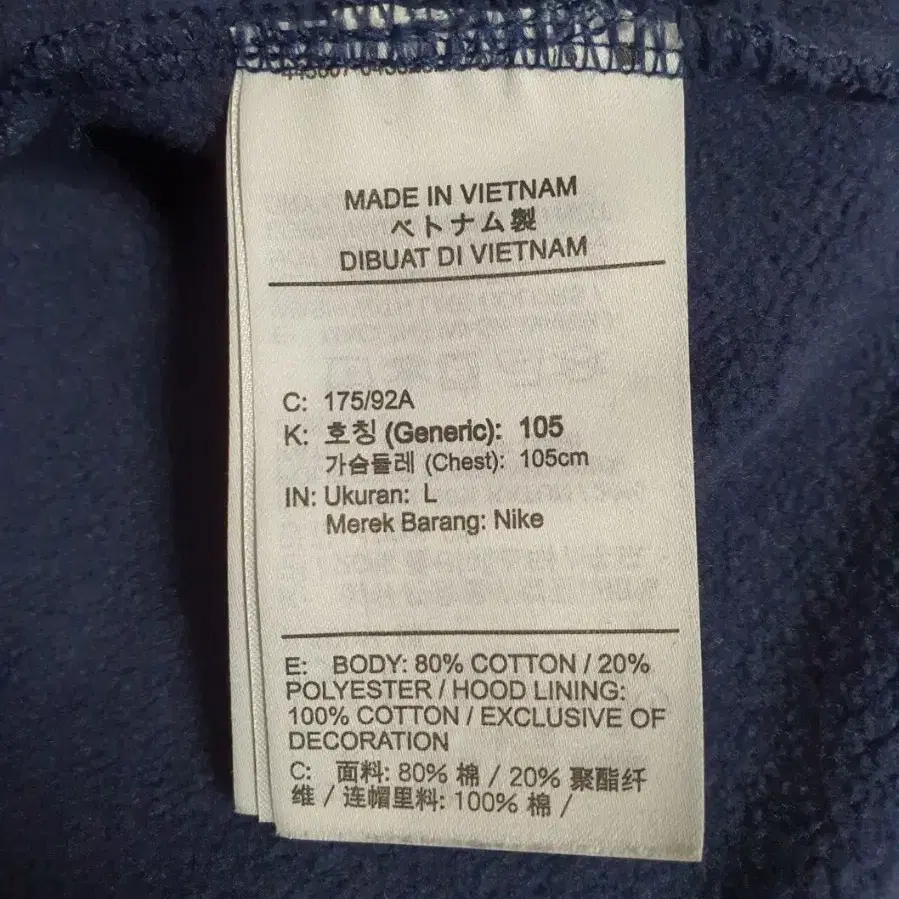 MADE IN VIETNAM
ベトナム製
DIBUAT DI VIETNAM
C: 175/92A
K: 호칭 (Generic): 105
가슴둘레 (Chest): 105cm
IN: Ukuran: L
Merek Barang: Nike
E: BODY: 80% COTTON / 20%
POLYESTER / HOOD LINING:
100% COTTON / EXCLUSIVE OF
DECORATION
C: 面料: 80% 棉 / 20% 聚酯纤
维 / 连帽里料: 100% 棉 /